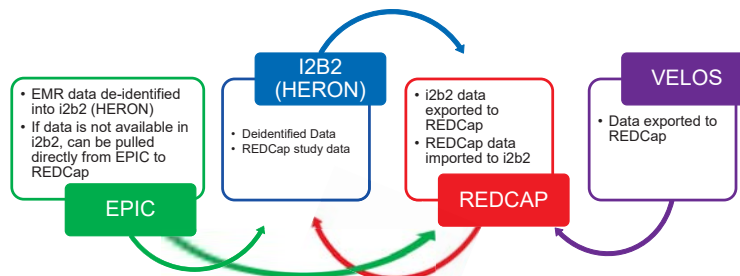 • EMR data de-identified
into i2b2 (HERON)
• If data is not available in
i2b2, can be pulled
directly from EPIC to
REDCap
EPIC
I2B2
(HERON)
• Deidentified Data
• REDCap study data
• i2b2 data
exported to
REDCap
• REDCap data
imported to i2b2
REDCAP
VELOS
• Data exported to
REDCap